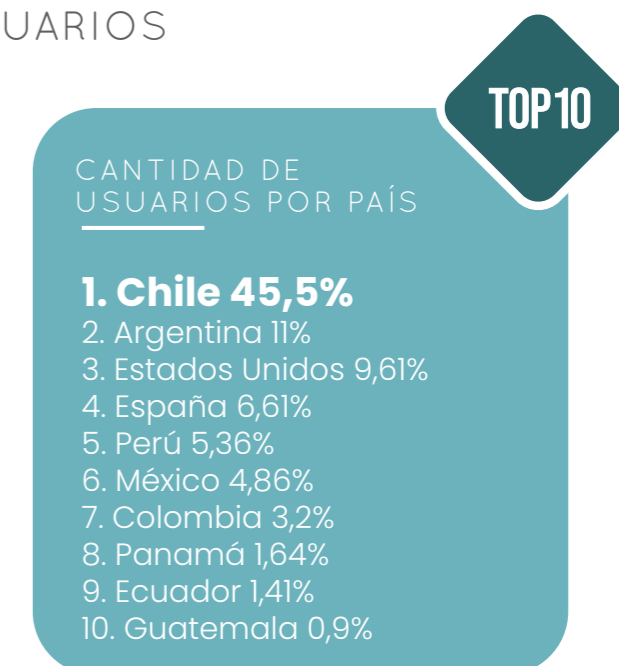 UARIOS
TOP10
CANTIDAD DE
USUARIOS POR PAÍS
1. Chile 45,5%
2. Argentina 11%
3. Estados Unidos 9,61%
4. España 6,61%
5. Perú 5,36%
6. México 4,86%
7. Colombia 3,2%
8. Panamá 1,64%
9. Ecuador 1,41%
10. Guatemala 0,9%